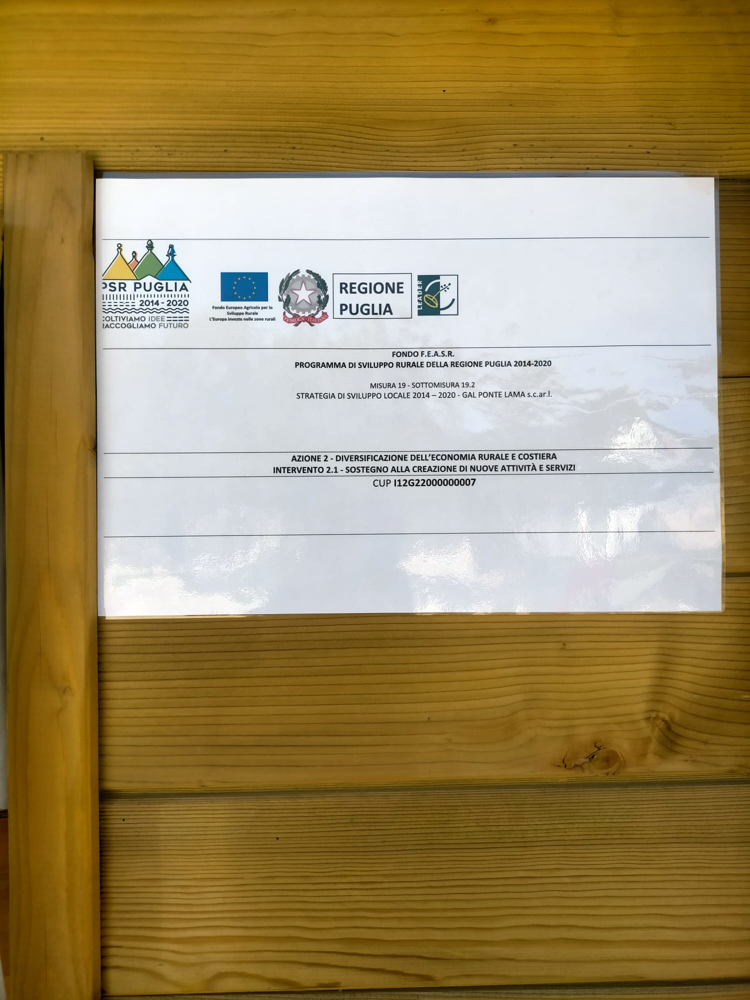 PSR PUGLIA
2014 - 2020
COLTIVIAMO IDEE
RACCOGLIAMO FUTURO
Fondo Europeo Agricolo per lo
Sviluppo Rurale
L'Europa investe nelle zone rurali
REPVBBLICA ITALIANA
REGIONE
PUGLIA
LEADER
FONDO F.E.A.S.R.
PROGRAMMA DI SVILUPPO RURALE DELLA REGIONE PUGLIA 2014-2020
MISURA 19 - SOTTOMISURA 19.2
STRATEGIA DI SVILUPPO LOCALE 2014 – 2020 - GAL PONTE LAMA s.c.ar.l.
AZIONE 2 - DIVERSIFICAZIONE DELL’ECONOMIA RURALE E COSTIERA
INTERVENTO 2.1 - SOSTEGNO ALLA CREAZIONE DI NUOVE ATTIVITÀ E SERVIZI
CUP I12G22000000007